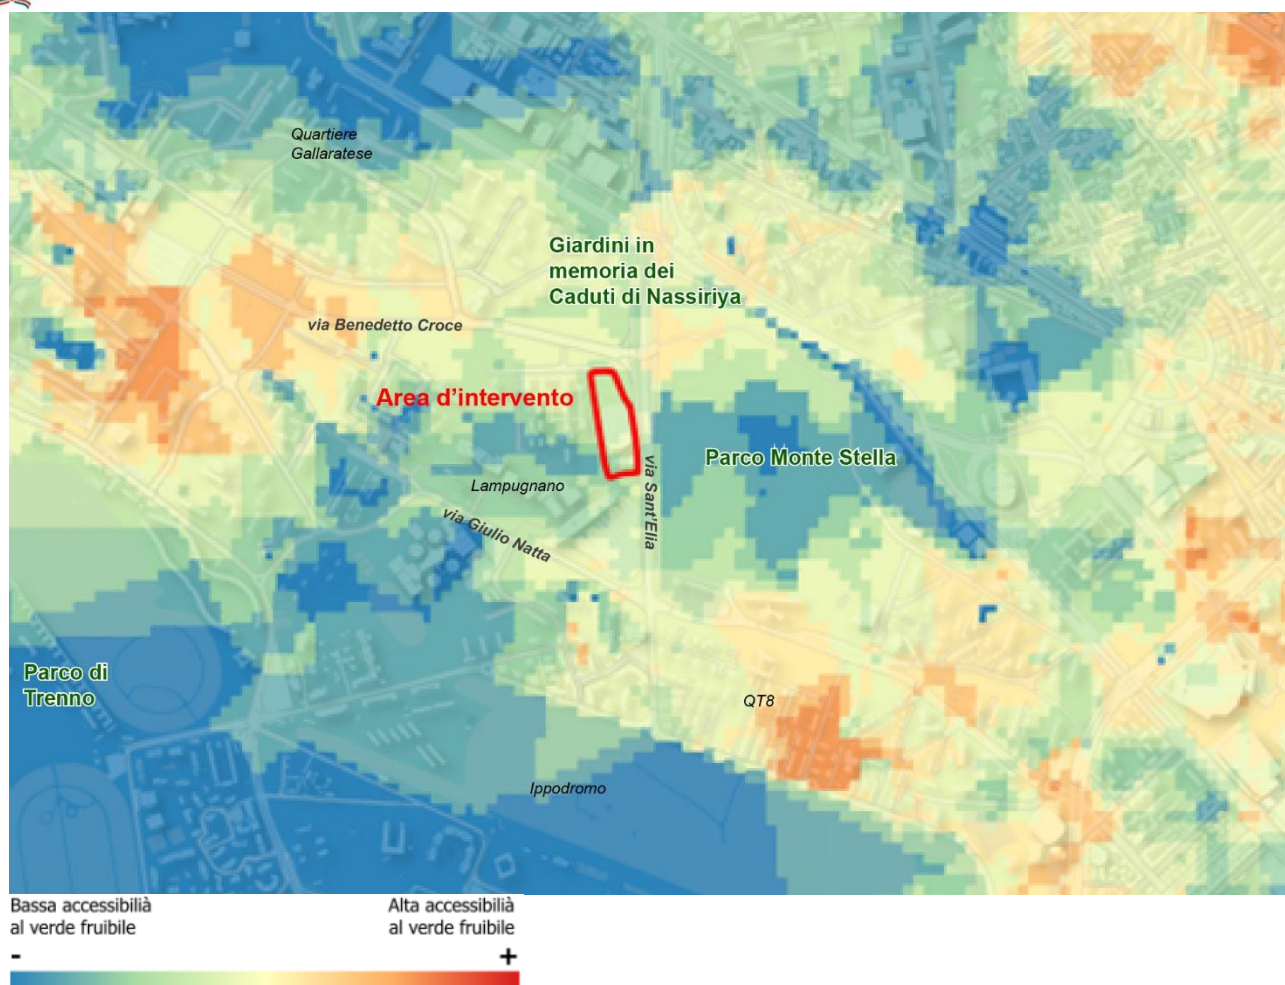 Quartiere
Gallaratese
Giardini in
memoria dei
Caduti di Nassiriya
via Benedetto Croce
Area d'intervento
Parco Monte Stella
Lampugnano
via Sant'Elia
via Giulio Natta
Parco di
Trenno
QT8
Ippodromo
Bassa accessibilià
al verde fruibile
Alta accessibilià
al verde fruibile
-
+